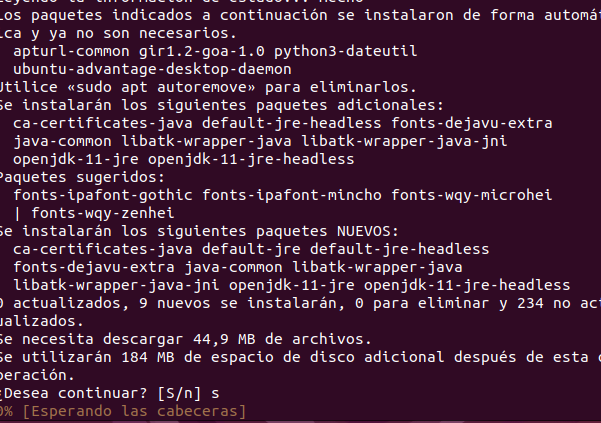 Leyendo la información de estado... Hecho
Los paquetes indicados a continuación se instalaron de forma automát
ica y ya no son necesarios.
apturl-common gir1.2-goa-1.0 python3-dateutil
ubuntu-advantage-desktop-daemon
Utilice «sudo apt autoremove» para eliminarlos.
Se instalarán los siguientes paquetes adicionales:
ca-certificates-java default-jre-headless fonts-dejavu-extra
java-common libatk-wrapper-java libatk-wrapper-java-jni
openjdk-11-jre openjdk-11-jre-headless
Paquetes sugeridos:
fonts-ipafont-gothic fonts-ipafont-mincho fonts-wqy-microhei
| fonts-wqy-zenhei
Se instalarán los siguientes paquetes NUEVOS:
ca-certificates-java default-jre default-jre-headless
fonts-dejavu-extra java-common libatk-wrapper-java
libatk-wrapper-java-jni openjdk-11-jre openjdk-11-jre-headless
0 actualizados, 9 nuevos se instalarán, 0 para eliminar y 234 no act
ualizados.
Se necesita descargar 44,9 MB de archivos.
Se utilizarán 184 MB de espacio de disco adicional después de esta o
peración.
¿Desea continuar? [S/n] s
0% [Esperando las cabeceras]